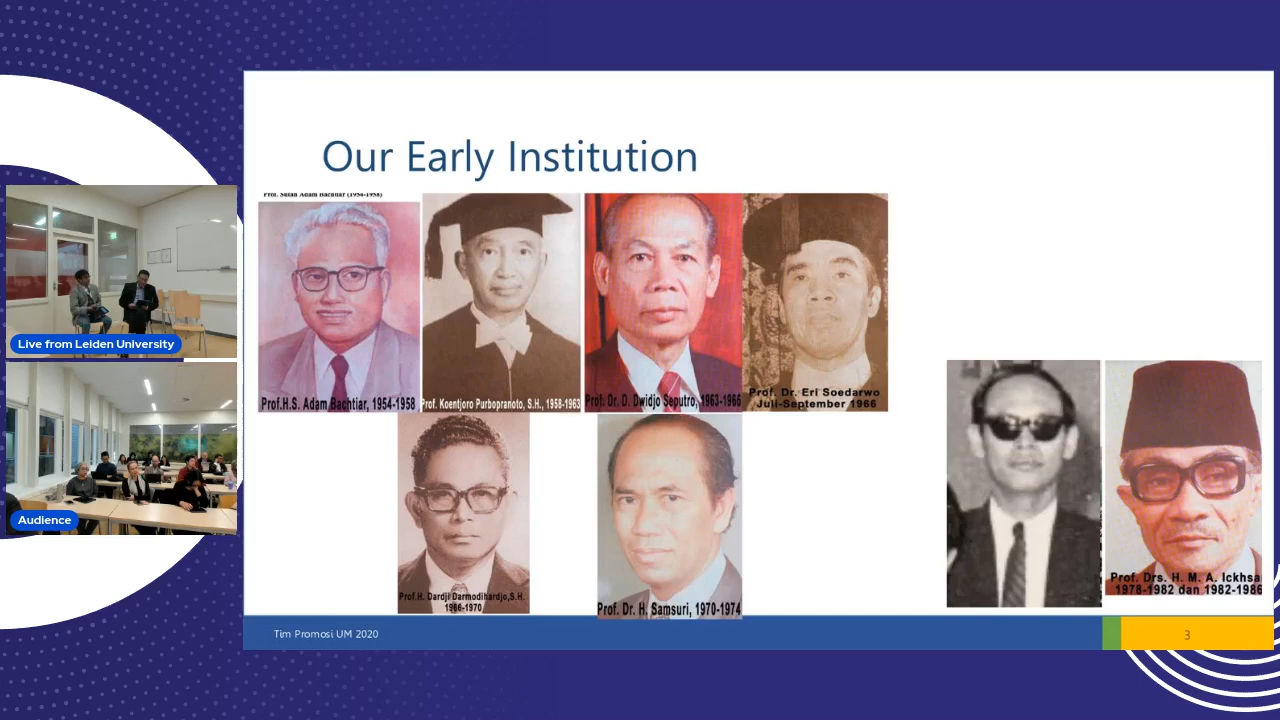 Our Early Institution
Prof. Sutan Adam Bachtiar (1954-1958)
Prof.H.S. Adam Bachtiar, 1954-1958
Prof. Koentjoro Purbopranoto, S.H., 1958-1963
Prof. Dr. D. Dwidjo Seputro, 1963-1966
Prof. Dr. Eri Soedarwo
Juli-September 1966
Prof.H. Dardji Darmodihardjo,S.H.
1966-1970
Prof. Dr. H. Samsuri, 1970-1974
Prof. Drs. H. M. A. Ickhsa
1978-1982 dan 1982-1986
Live from Leiden University
Audience
Tim Promosi UM 2020
3